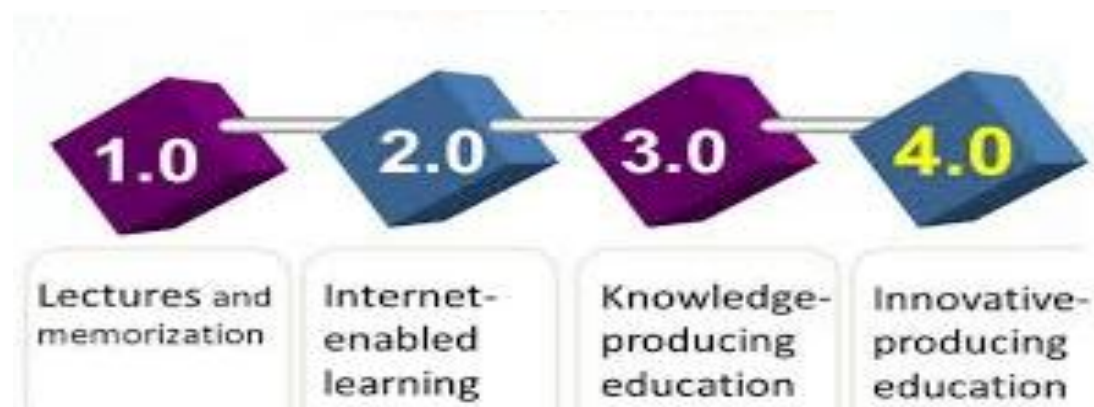 1.0
2.0
3.0
4.0
Lectures and
memorization
Internet-
enabled
learning
Knowledge-
producing
education
Innovative-
producing
education